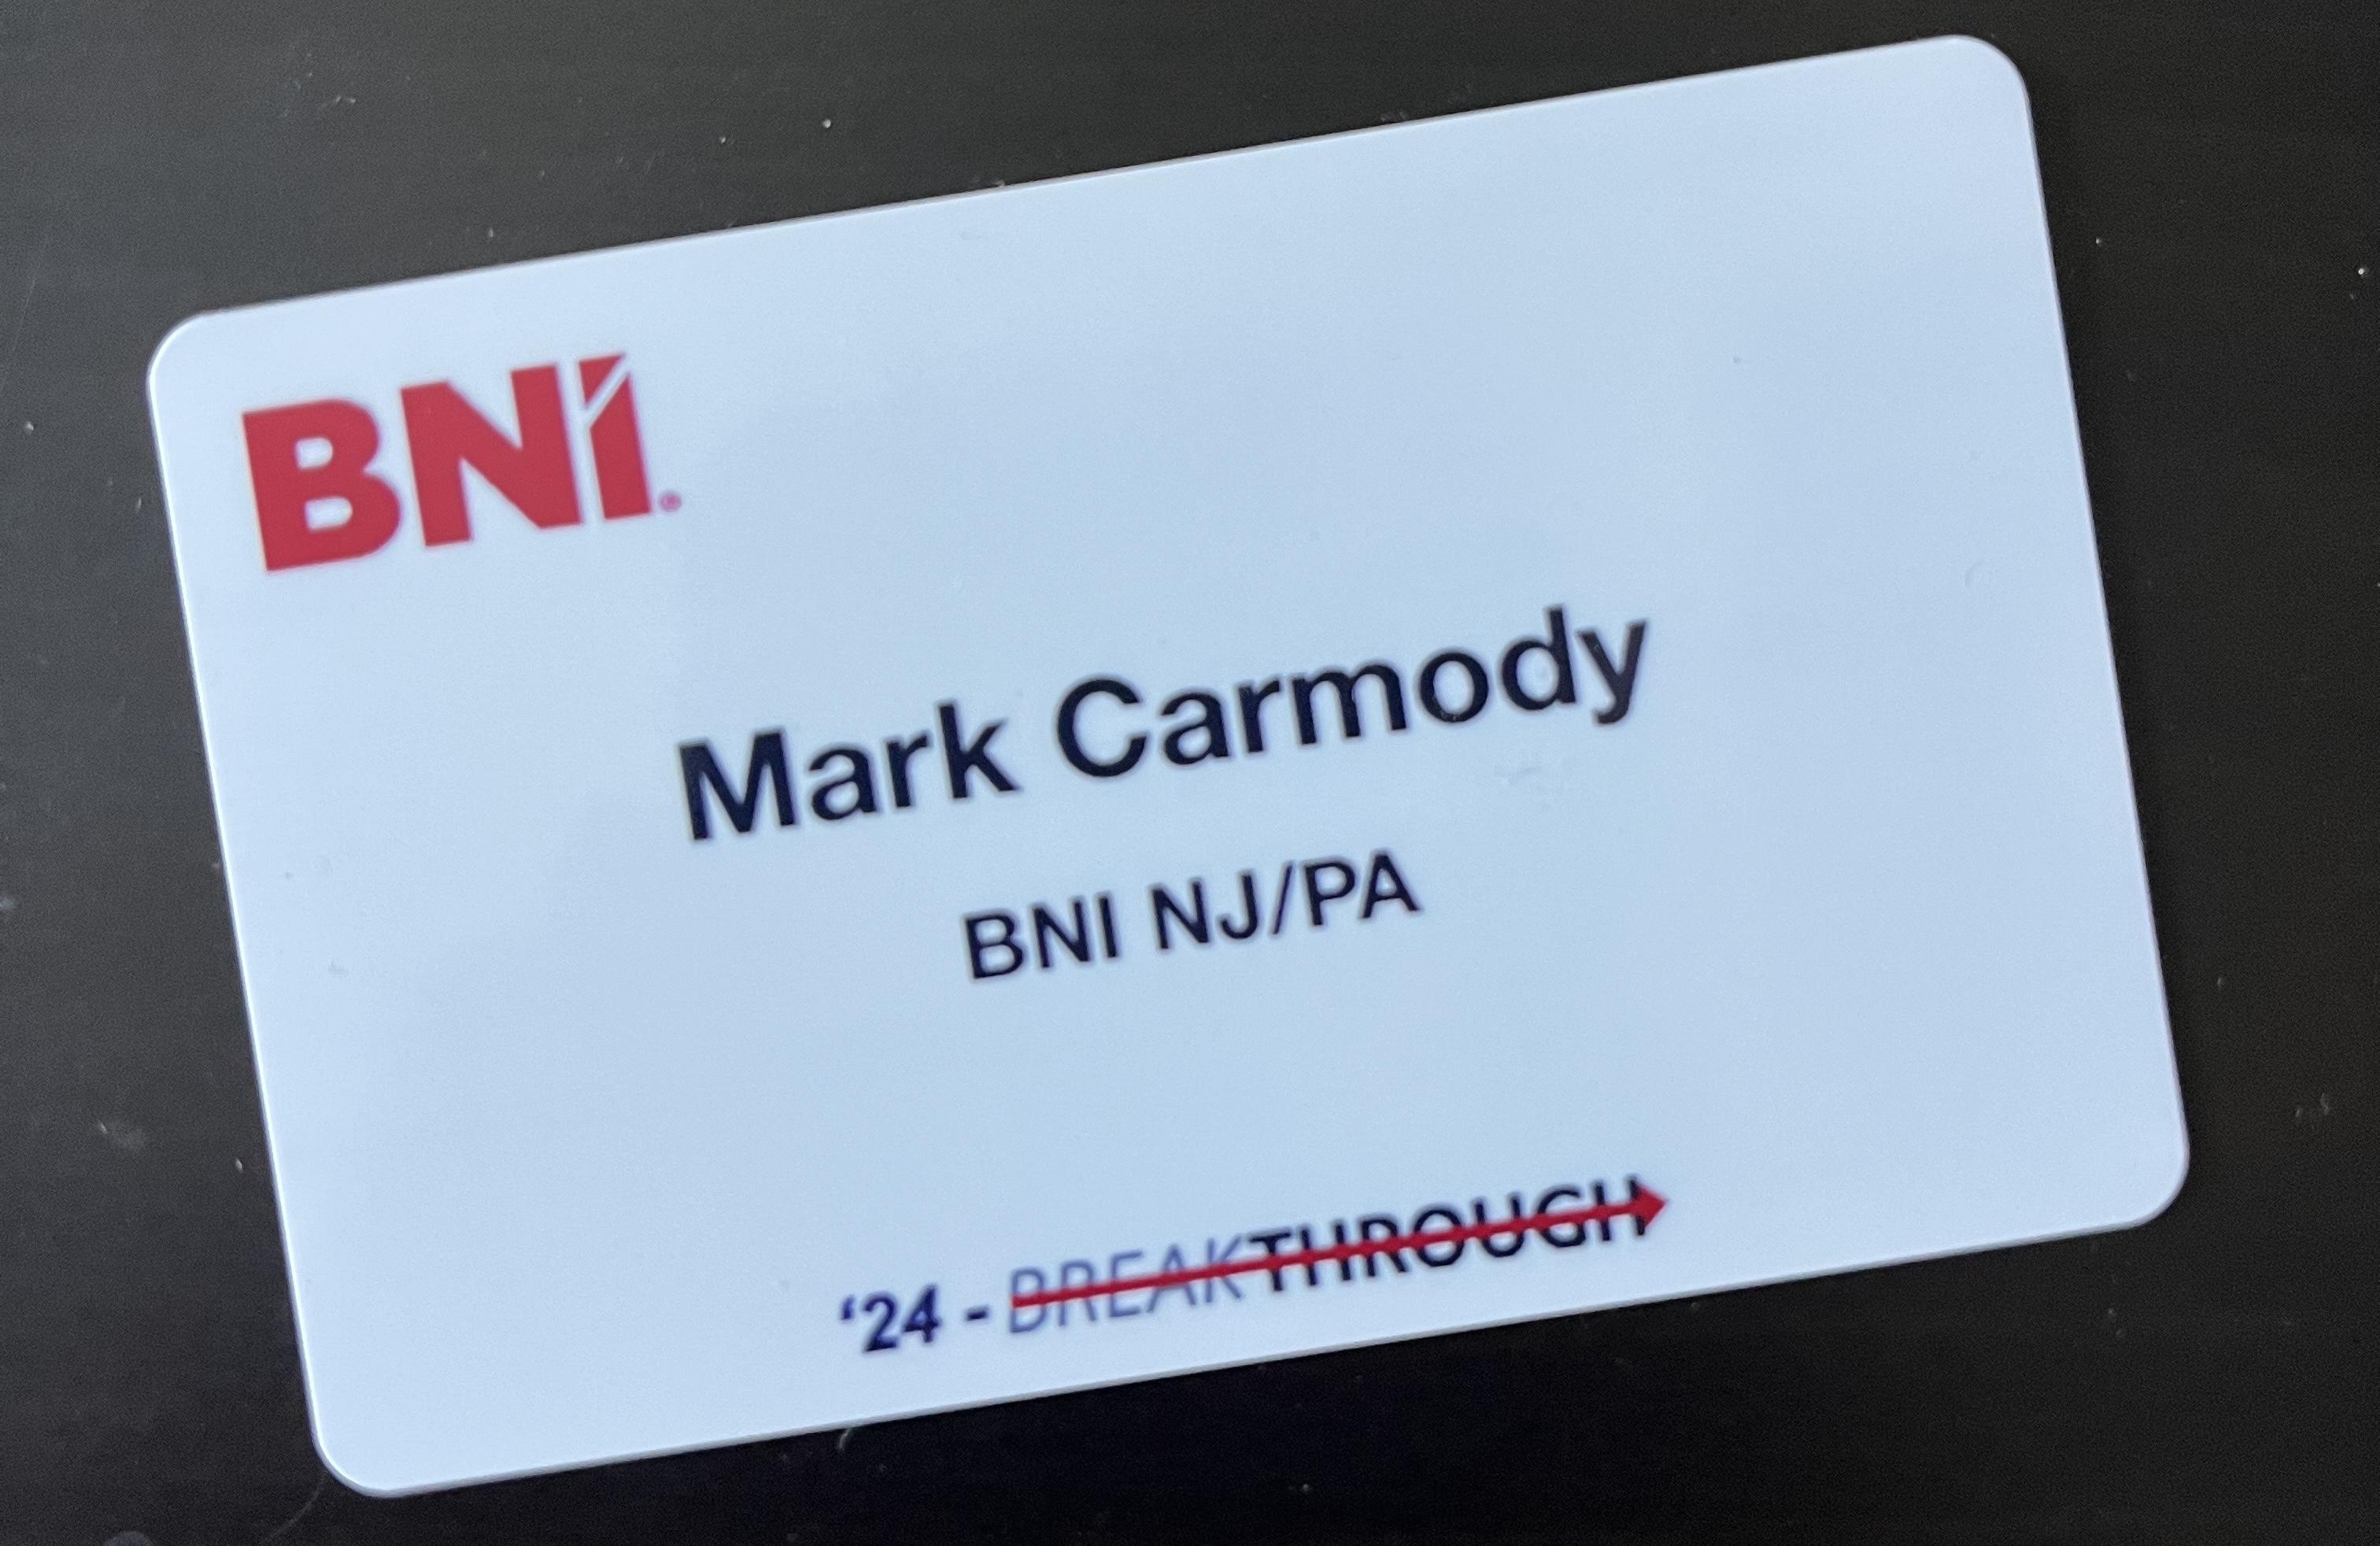 BNI®
Mark Carmody
BNI NJ/PA
‘24 - BREAKTHROUGH